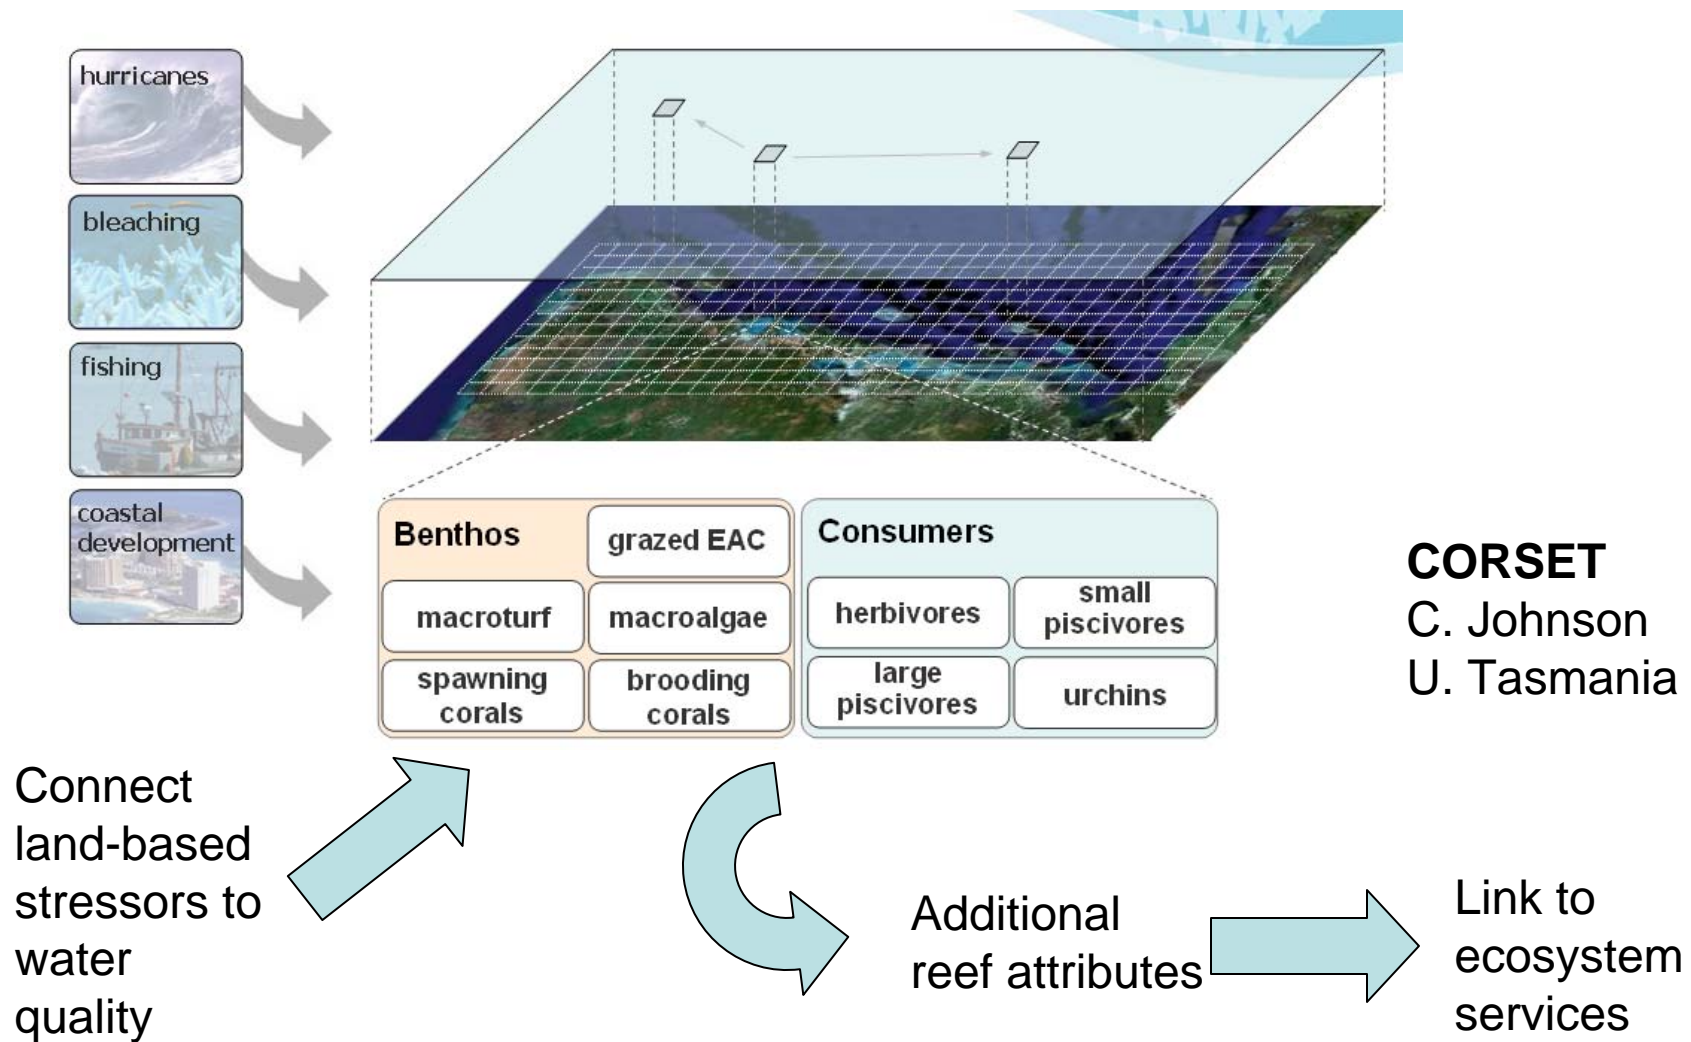 hurricanes
bleaching
fishing
coastal
development
Benthos
grazed EAC
macroturf
macroalgae
spawning
corals
brooding
corals
Consumers
herbivores
small
piscivores
large
piscivores
urchins
CORSET
C. Johnson
U. Tasmania
Connect
land-based
stressors to
water
quality
Additional
reef attributes
Link to
ecosystem
services